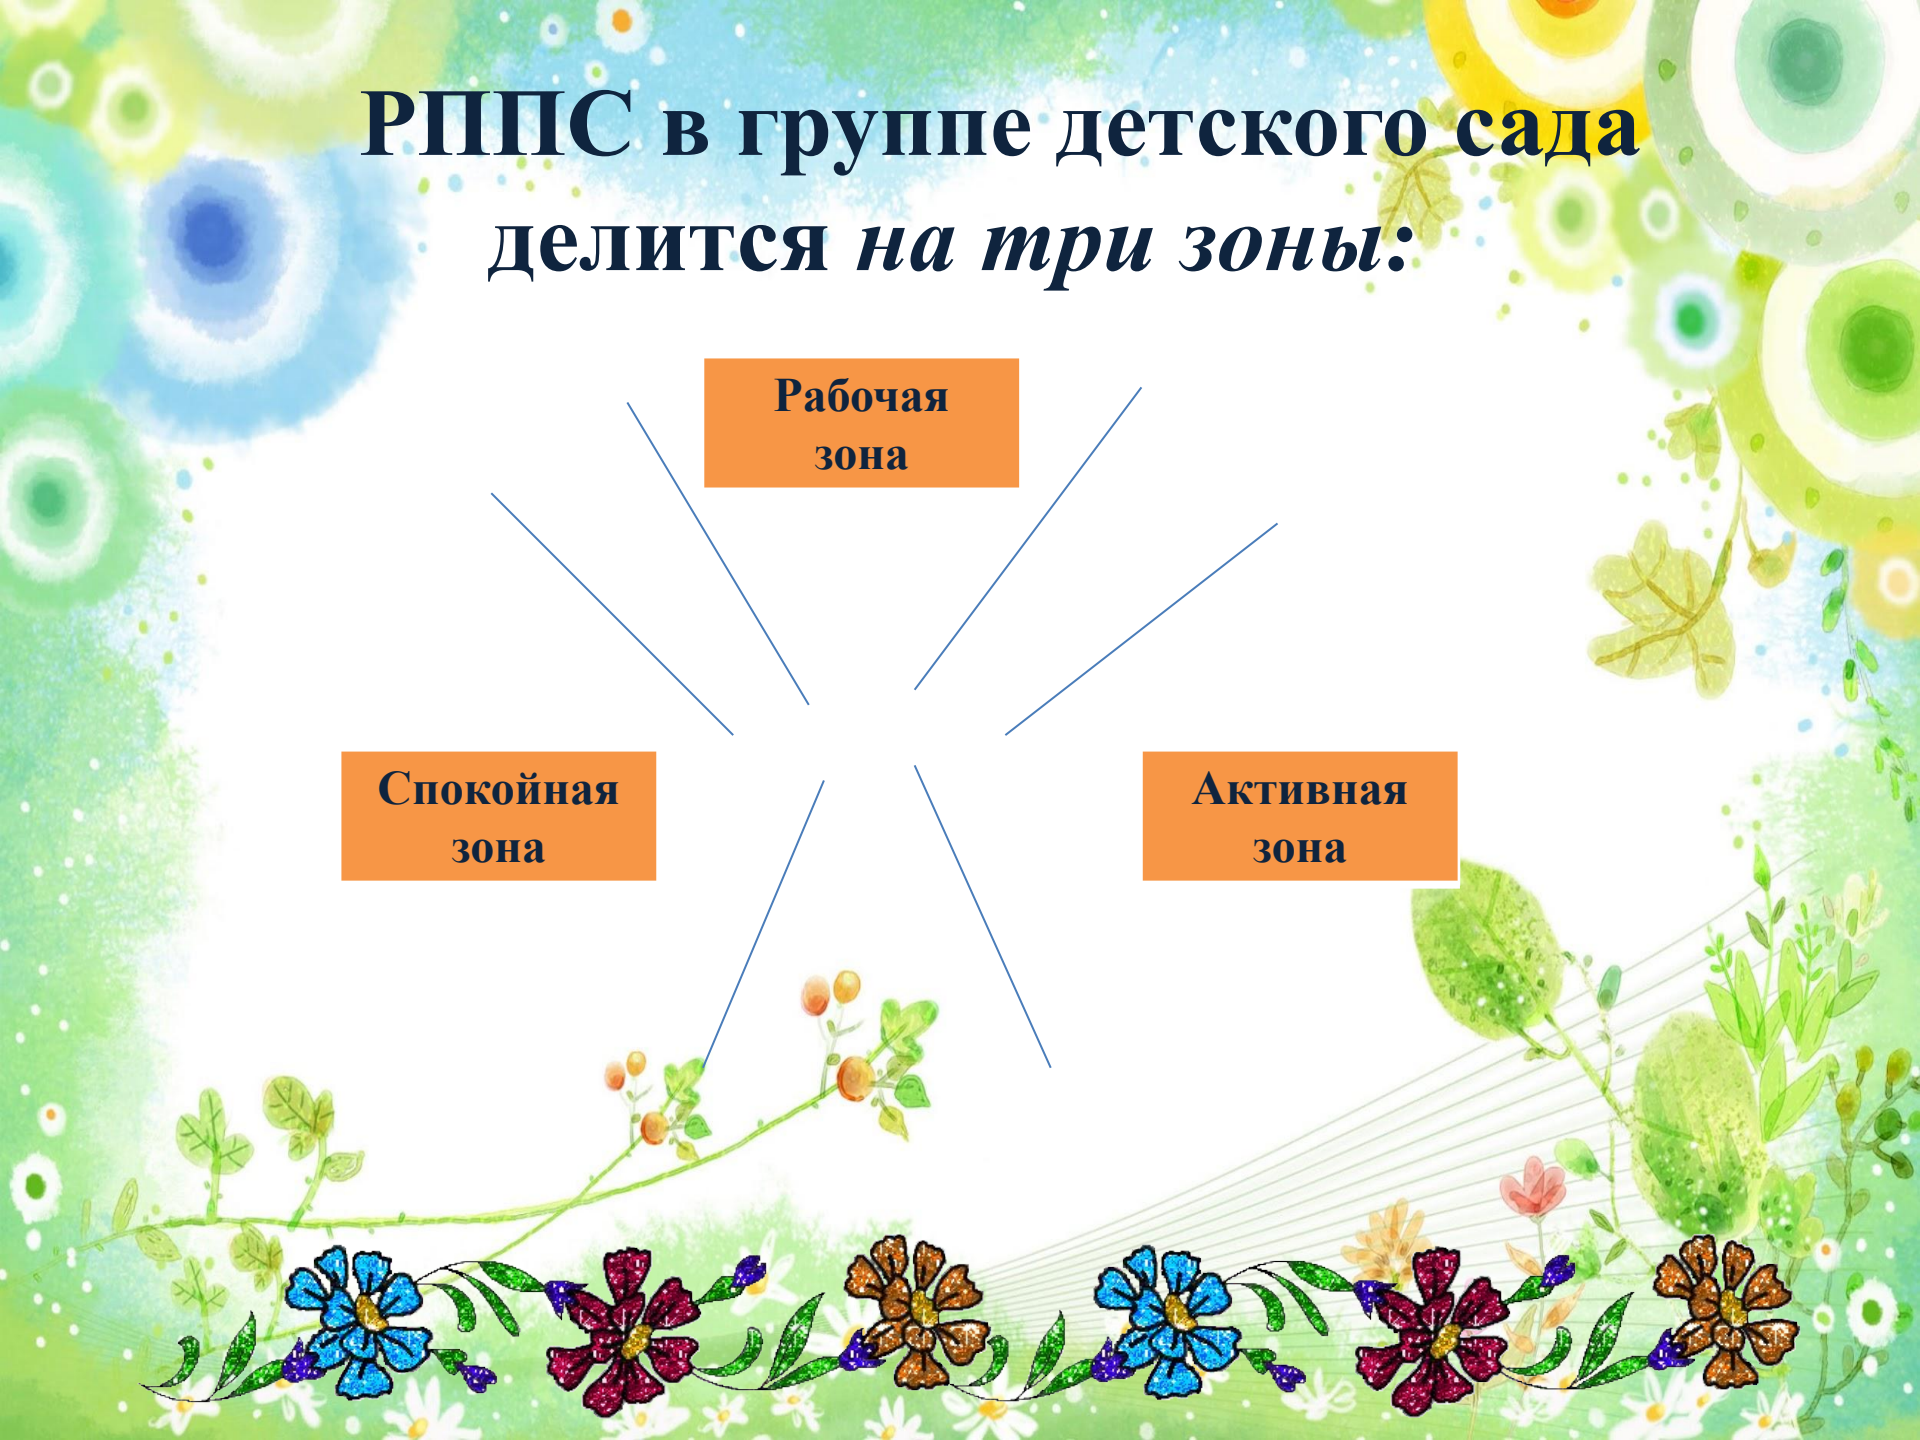 РППС в группе детского сада
делится на три зоны:
Рабочая
зона
Спокойная
зона
Активная
зона